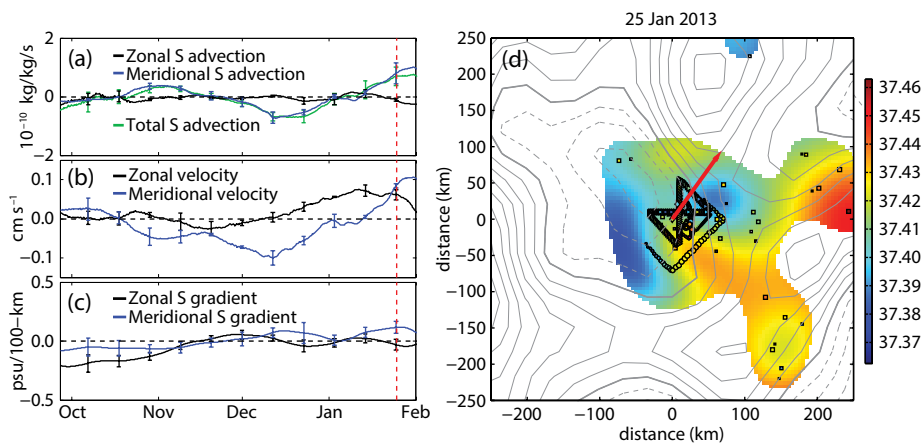 25 Jan 2013
(a)
Zonal S advection
Meridional S advection
Total S advection
10⁻¹⁰ kg/kg/s
2
0
−2
(b)
Zonal velocity
Meridional velocity
cm s⁻¹
0.1
0.0
−0.1
(c)
Zonal S gradient
Meridional S gradient
psu/100−km
0.5
0.0
−0.5
Oct Nov Dec Jan Feb
(d)
distance (km)
250
200
150
100
50
0
−50
−100
−150
−200
−250
−200 −100 0 100 200
distance (km)
37.46
37.45
37.44
37.43
37.42
37.41
37.40
37.39
37.38
37.37